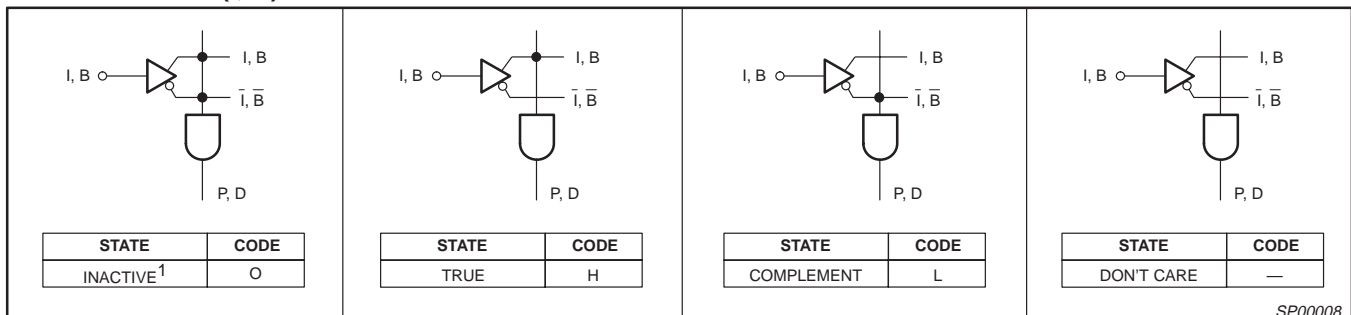 I, B
I, B
I, B
P, D
STATE CODE
INACTIVE1 O
I, B
I, B
I, B
P, D
STATE CODE
TRUE H
I, B
I, B
I, B
P, D
STATE CODE
COMPLEMENT L
I, B
I, B
I, B
P, D
STATE CODE
DON'T CARE —
SP00008